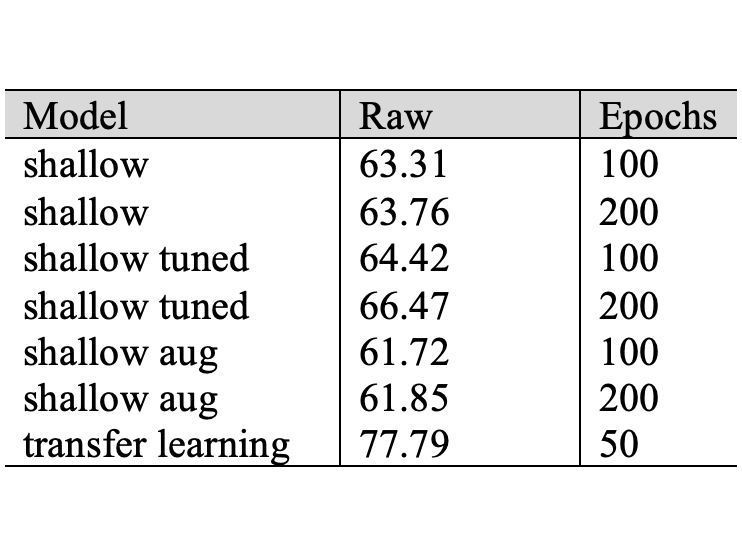 Model Raw Epochs
shallow 63.31 100
shallow 63.76 200
shallow tuned 64.42 100
shallow tuned 66.47 200
shallow aug 61.72 100
shallow aug 61.85 200
transfer learning 77.79 50